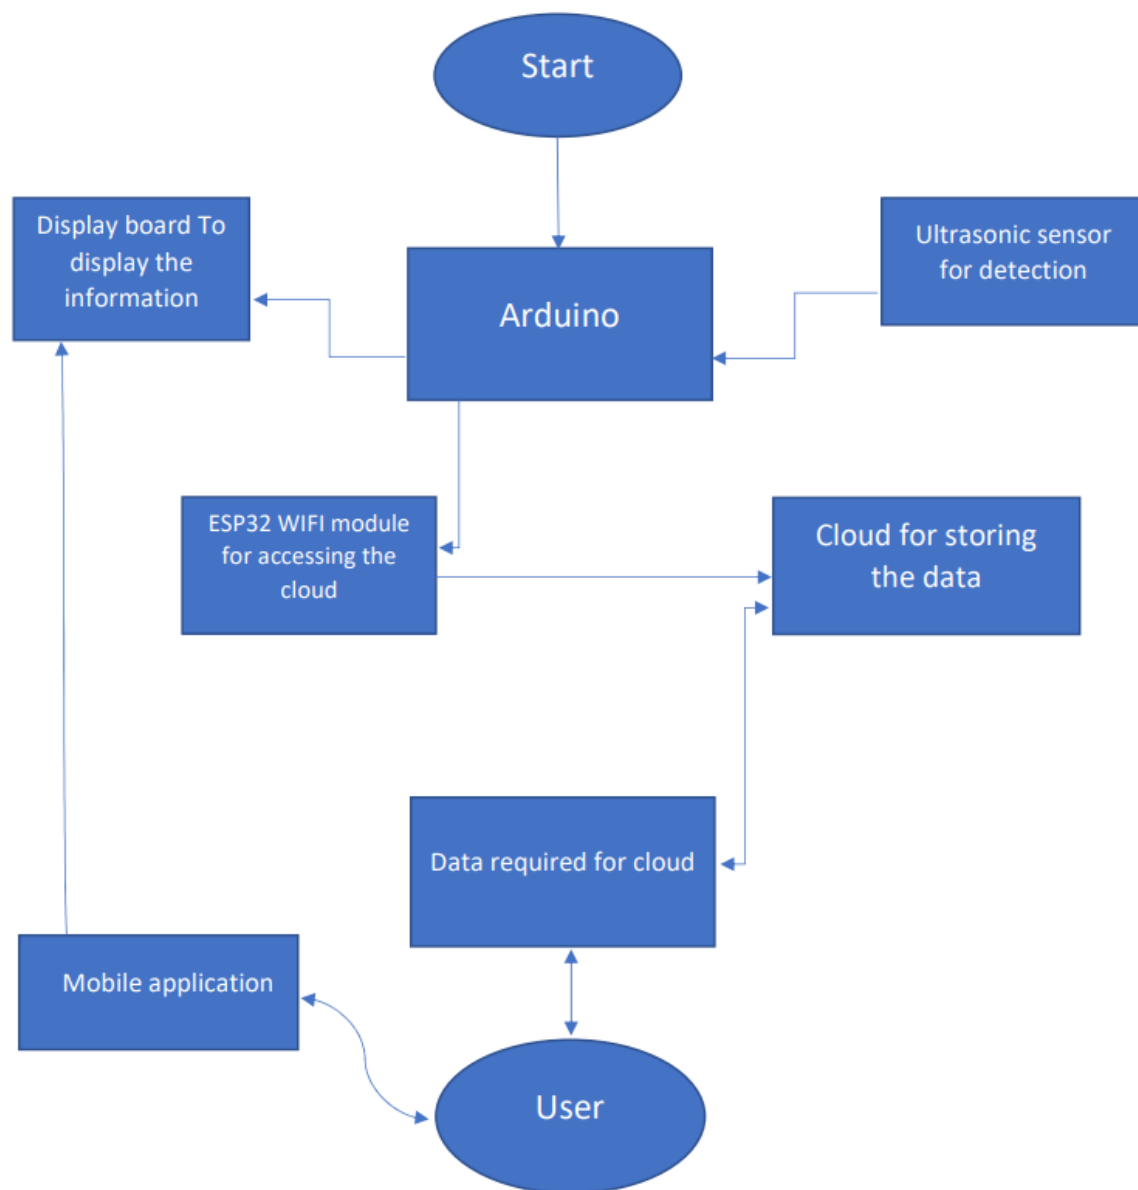 Start
Display board To
display the
information
Arduino
Ultrasonic sensor
for detection
ESP32 WIFI module
for accessing the
cloud
Cloud for storing
the data
Data required for cloud
Mobile application
User